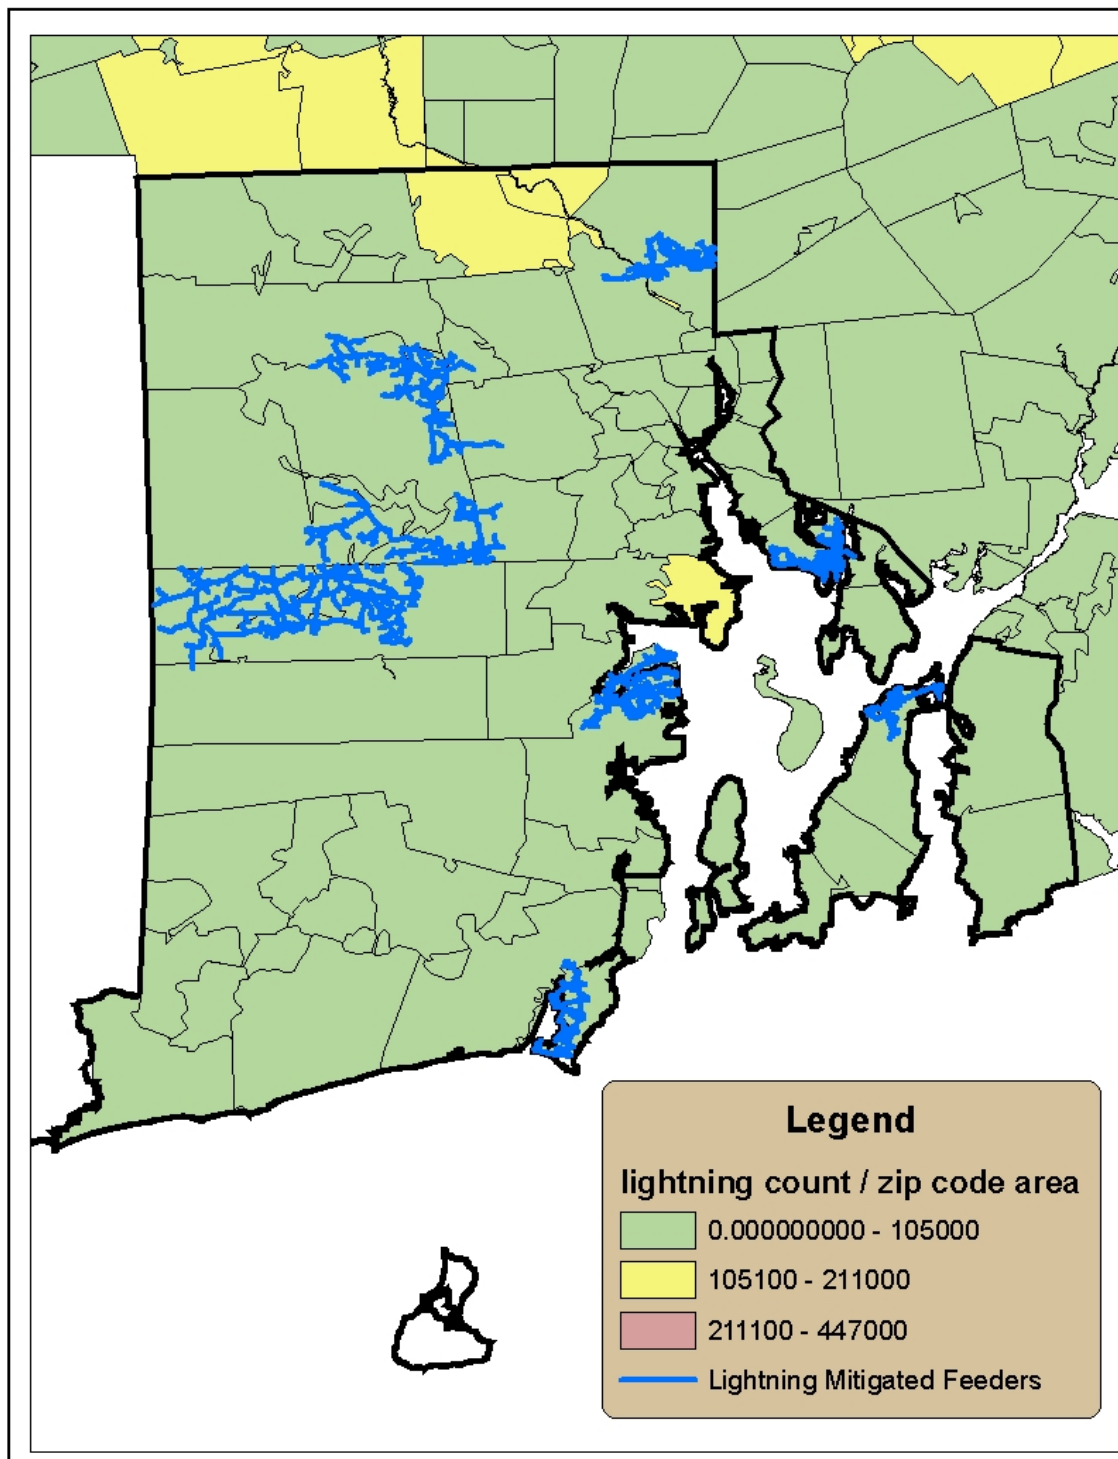 Legend
lightning count / zip code area
0.000000000 - 105000
105100 - 211000
211100 - 447000
Lightning Mitigated Feeders